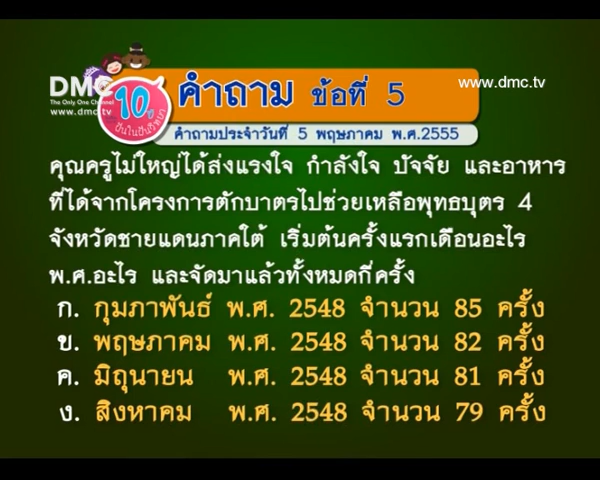 DMC
The Only One Channel
www.dmc.tv
www.dmc.tv
10 ปี
ฝันในฝันวิทยา
คำถาม ข้อที่ 5
คำถามประจำวันที่ 5 พฤษภาคม พ.ศ.2555
คุณครูไม่ใหญ่ได้ส่งแรงใจ กำลังใจ ปัจจัย และอาหาร
ที่ได้จากโครงการตักบาตรไปช่วยเหลือพุทธบุตร 4
จังหวัดชายแดนภาคใต้ เริ่มต้นครั้งแรกเดือนอะไร
พ.ศ.อะไร และจัดมาแล้วทั้งหมดกี่ครั้ง
ก. กุมภาพันธ์ พ.ศ. 2548 จำนวน 85 ครั้ง
ข. พฤษภาคม พ.ศ. 2548 จำนวน 82 ครั้ง
ค. มิถุนายน พ.ศ. 2548 จำนวน 81 ครั้ง
ง. สิงหาคม พ.ศ. 2548 จำนวน 79 ครั้ง